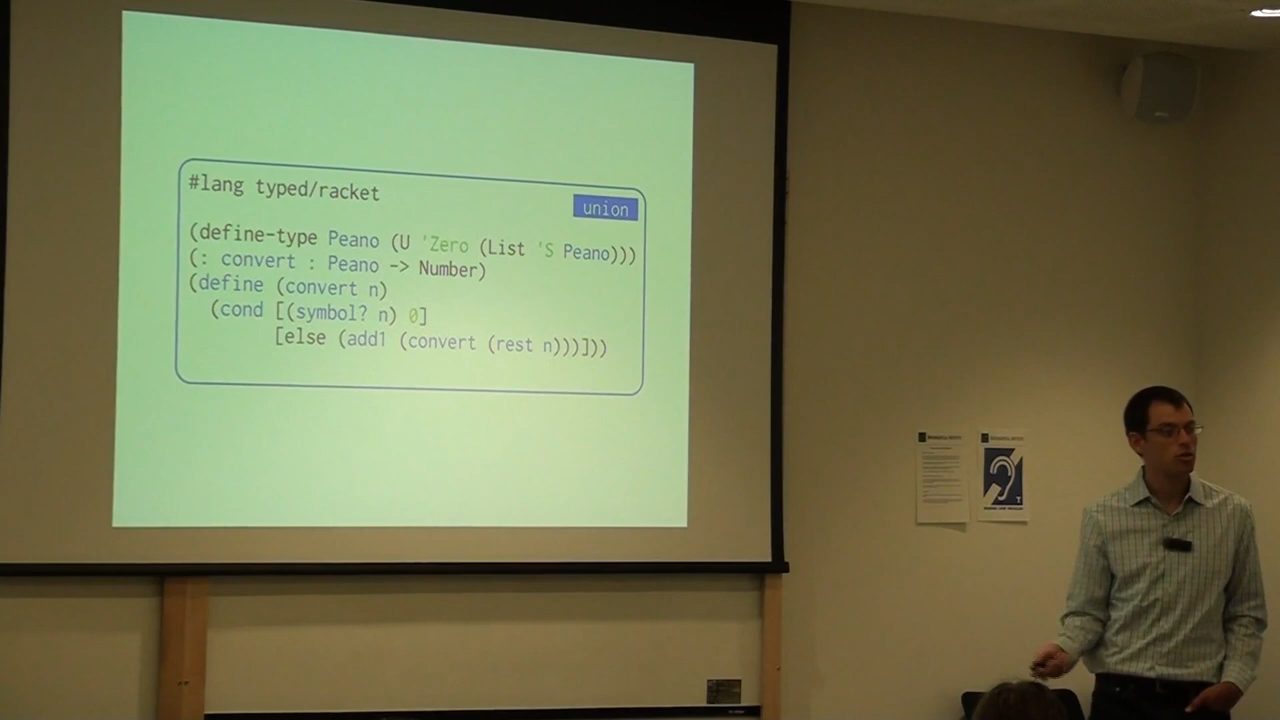 #lang typed/racket
union
(define-type Peano (U 'Zero (List 'S Peano)))
(: convert : Peano -> Number)
(define (convert n)
(cond [(symbol? n) 0]
[else (add1 (convert (rest n)))]))
T